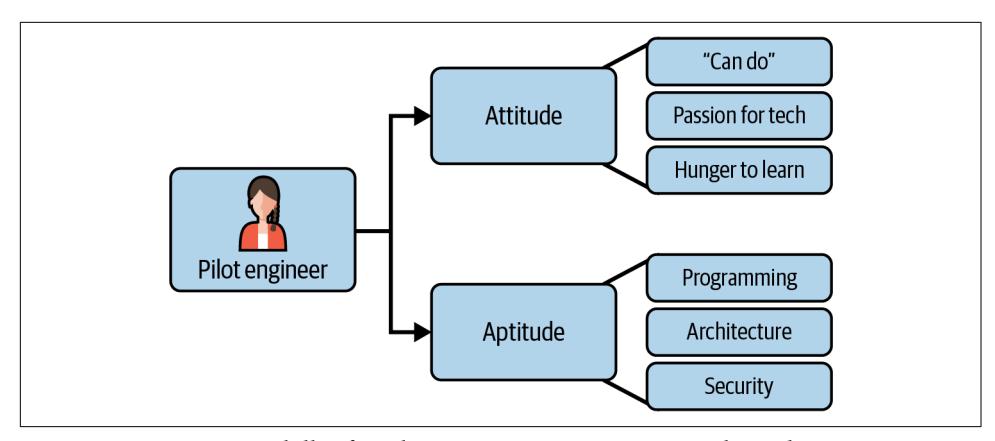 Pilot engineer
Attitude
“Can do”
Passion for tech
Hunger to learn
Aptitude
Programming
Architecture
Security